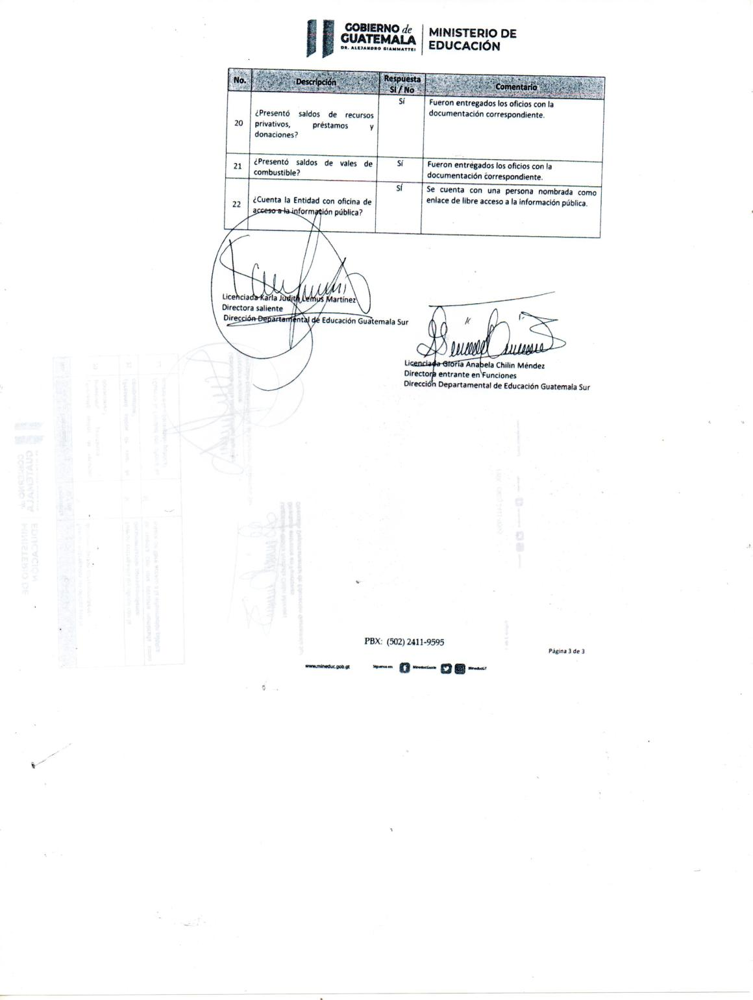 GOBIERNO de
GUATEMALA
DR. ALEJANDRO GIAMMATTEI
MINISTERIO DE
EDUCACIÓN
No.
Descripción
Respuesta
SI / No
Comentario
20
¿Presentó saldos de recursos
privativos, préstamos y
donaciones?
Sí
Fueron entregados los oficios con la
documentación correspondiente.
21
¿Presentó saldos de vales de
combustible?
Sí
Fueron entregados los oficios con la
documentación correspondiente.
22
¿Cuenta la Entidad con oficina de
acceso a la información pública?
SÍ
Se cuenta con una persona nombrada como
enlace de libre acceso a la información pública.
Licenciada Karla Judith Lemus Martínez
Directora saliente
Dirección Departamental de Educación Guatemala Sur
Licenciada Gloria Anabela Chilin Méndez
Directora entrante en Funciones
Dirección Departamental de Educación Guatemala Sur
PBX: (502) 2411-9595
Página 3 de 3
www.mineduc.gob.gt
Síguenos en:
MineducGuate
MineducGT